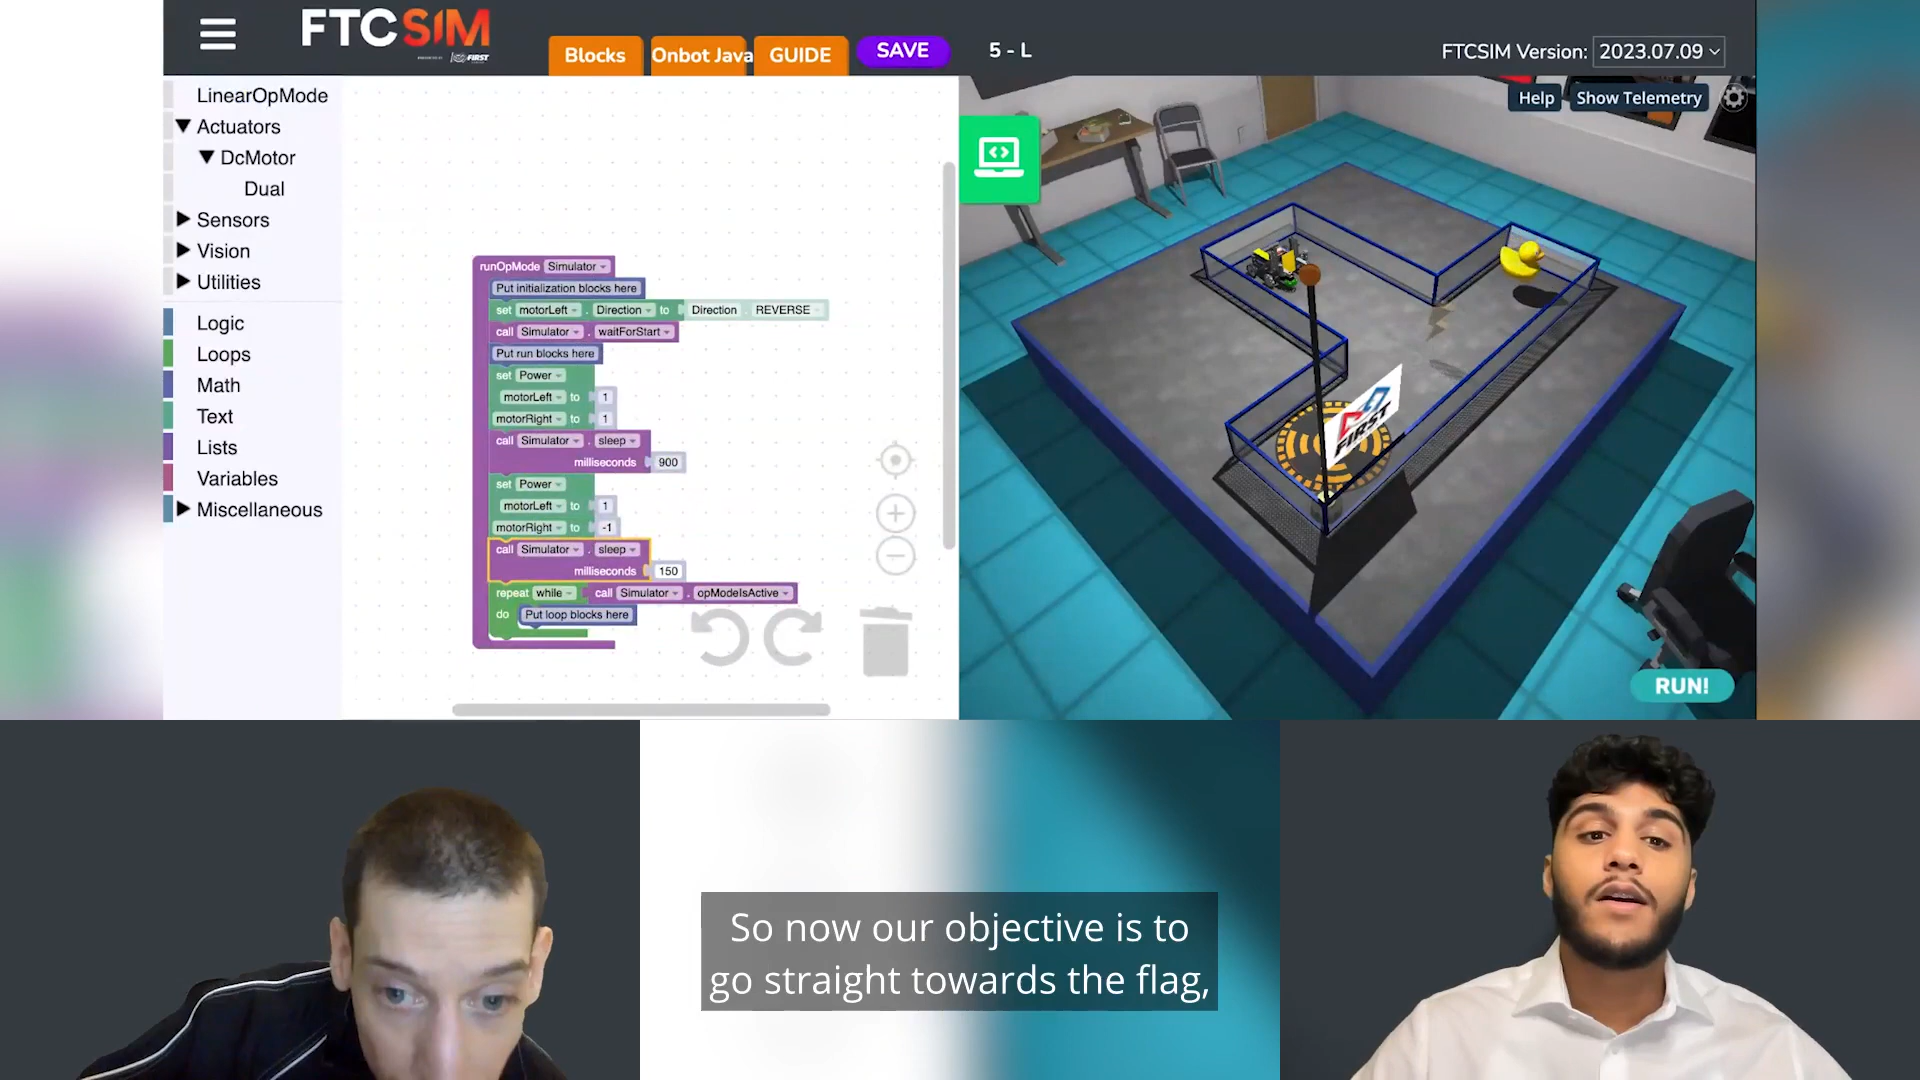 FTCSIM
FIRST
Blocks
Onbot Java
GUIDE
SAVE
5 - L
FTCSIM Version: 2023.07.09
LinearOpMode
Actuators
DcMotor
Dual
Sensors
Vision
Utilities
Logic
Loops
Math
Text
Lists
Variables
Miscellaneous
runOpMode Simulator
Put initialization blocks here
set motorLeft . Direction to Direction REVERSE
call Simulator . waitForStart
Put run blocks here
set Power
motorLeft to 1
motorRight to 1
call Simulator . sleep
milliseconds 900
set Power
motorLeft to 1
motorRight to -1
call Simulator . sleep
milliseconds 150
repeat while call Simulator . opModeIsActive
do Put loop blocks here
Help
Show Telemetry
FIRST
RUN!
So now our objective is to
go straight towards the flag,